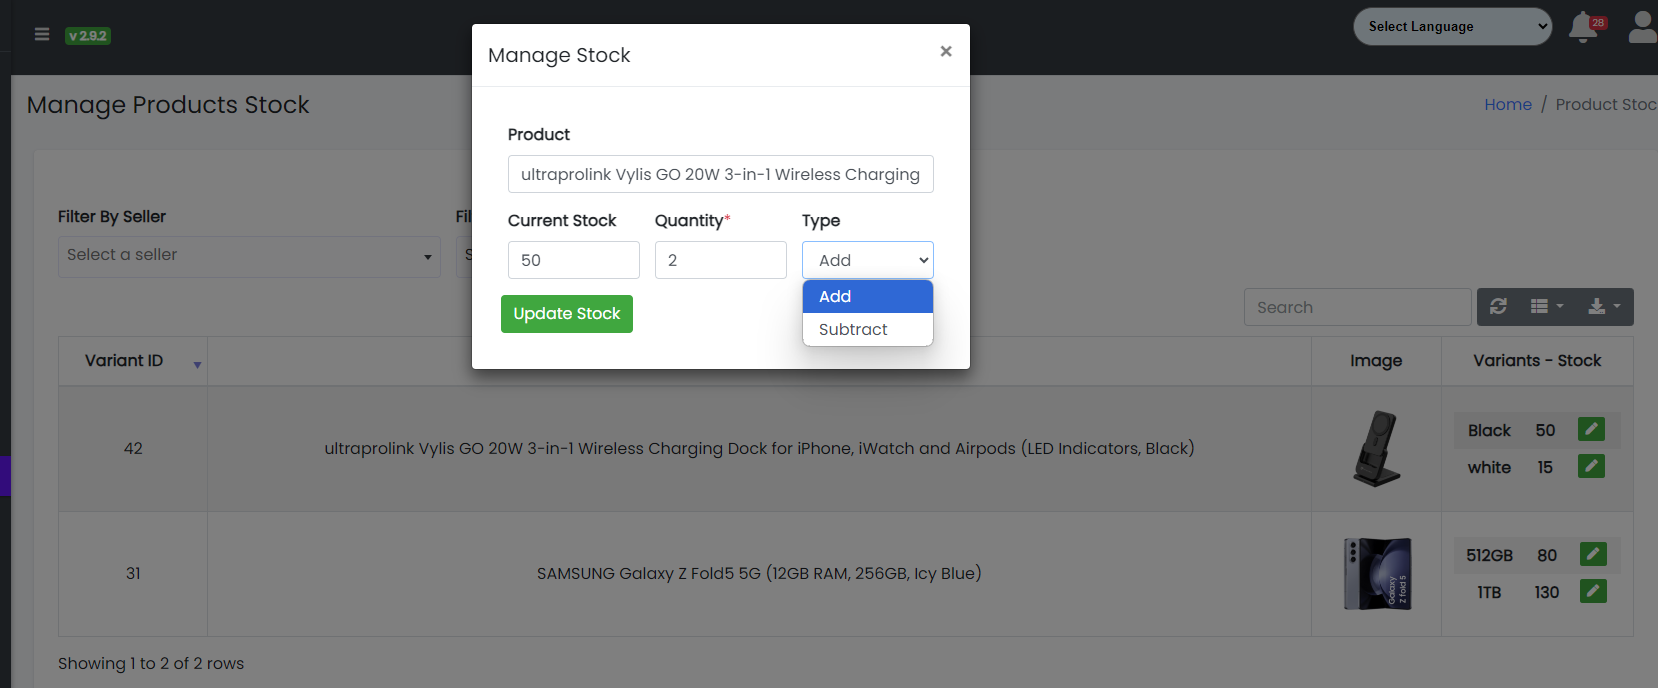 v 2.9.2
Select Language
28
Manage Stock
×
Manage Products Stock
Home / Product Stoc
Product
ultraprolink Vylis GO 20W 3-in-1 Wireless Charging
Filter By Seller
Fil
Current Stock
Quantity*
Type
Select a seller
S
50
2
Add
Add
Subtract
Update Stock
Search
Variant ID
Image
Variants - Stock
42
ultraprolink Vylis GO 20W 3-in-1 Wireless Charging Dock for iPhone, iWatch and Airpods (LED Indicators, Black)
Black 50
white 15
31
SAMSUNG Galaxy Z Fold5 5G (12GB RAM, 256GB, Icy Blue)
Galaxy
Z fold 5
512GB 80
1TB 130
Showing 1 to 2 of 2 rows